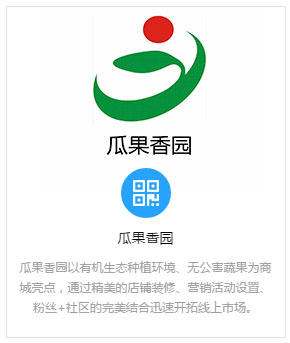 瓜果香园
瓜果香园
瓜果香园以有机生态种植环境、无公害蔬果为商
城亮点，通过精美的店铺装修、营销活动设置、
粉丝+社区的完美结合迅速开拓线上市场。